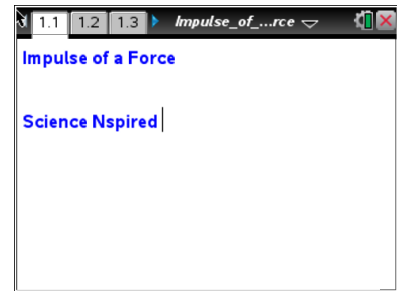 1.1 1.2 1.3 Impulse_of_...rce
Impulse of a Force
Science Nspired